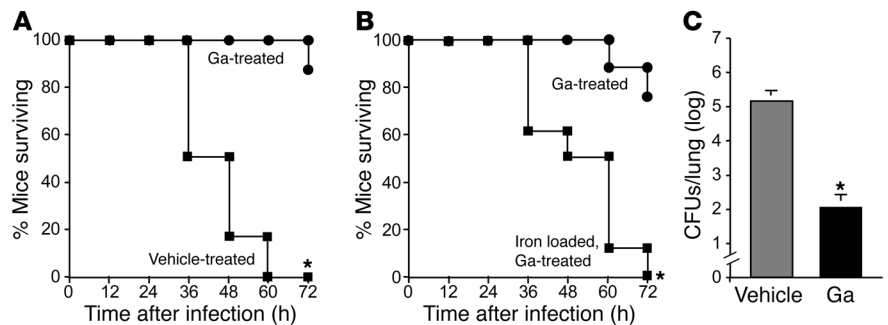 A
% Mice surviving
100
80
60
40
20
0
Ga-treated
Vehicle-treated
*
0 12 24 36 48 60 72
Time after infection (h)
B
% Mice surviving
100
80
60
40
20
0
Ga-treated
Iron loaded,
Ga-treated
*
0 12 24 36 48 60 72
Time after infection (h)
C
CFUs/lung (log)
7
6
5
4
3
2
1
0
*
Vehicle Ga